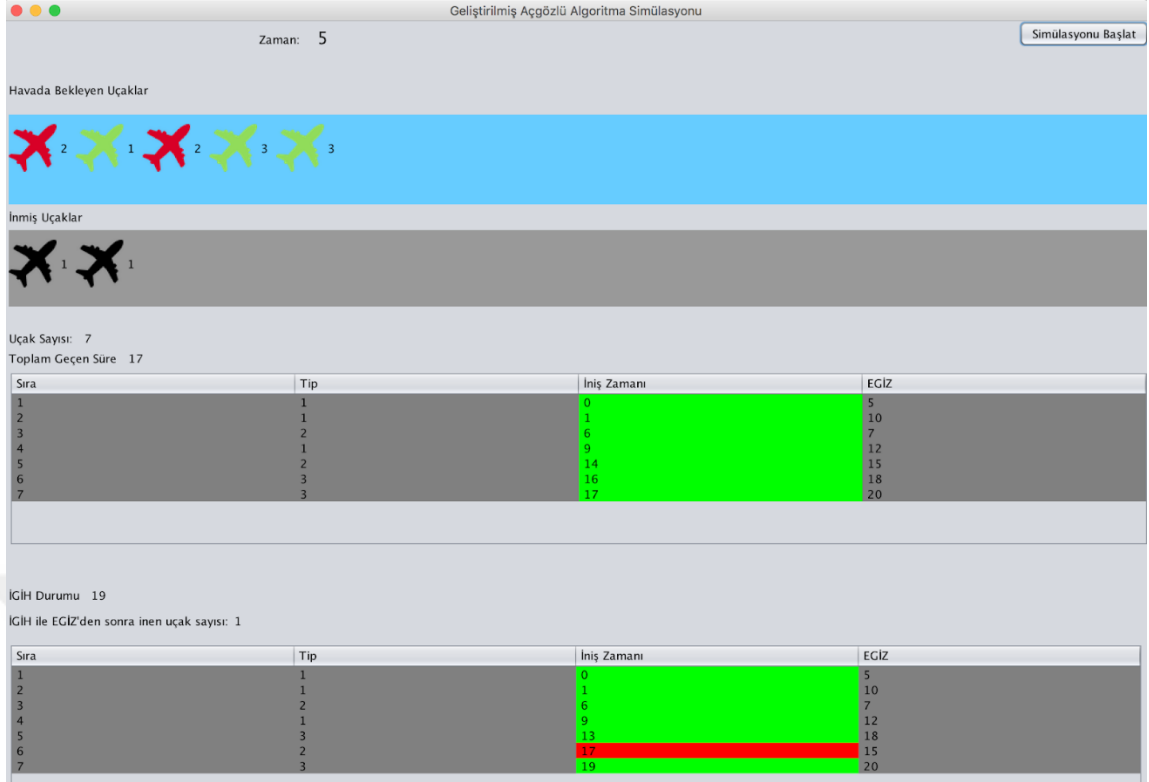 Geliştirilmiş Açgözlü Algoritma Simülasyonu
Zaman: 5 Simülasyonu Başlat
Havada Bekleyen Uçaklar
2 1 2 3 3
İnmiş Uçaklar
1 1
Uçak Sayısı: 7
Toplam Geçen Süre 17
Sıra Tip İniş Zamanı EGİZ
1 1 0 5
2 1 1 10
3 2 6 7
4 1 9 12
5 2 14 15
6 3 16 18
7 3 17 20
İGİH Durumu 19
İGİH ile EGİZ'den sonra inen uçak sayısı: 1
Sıra Tip İniş Zamanı EGİZ
1 1 0 5
2 1 1 10
3 2 6 7
4 1 9 12
5 3 13 18
6 2 17 15
7 3 19 20